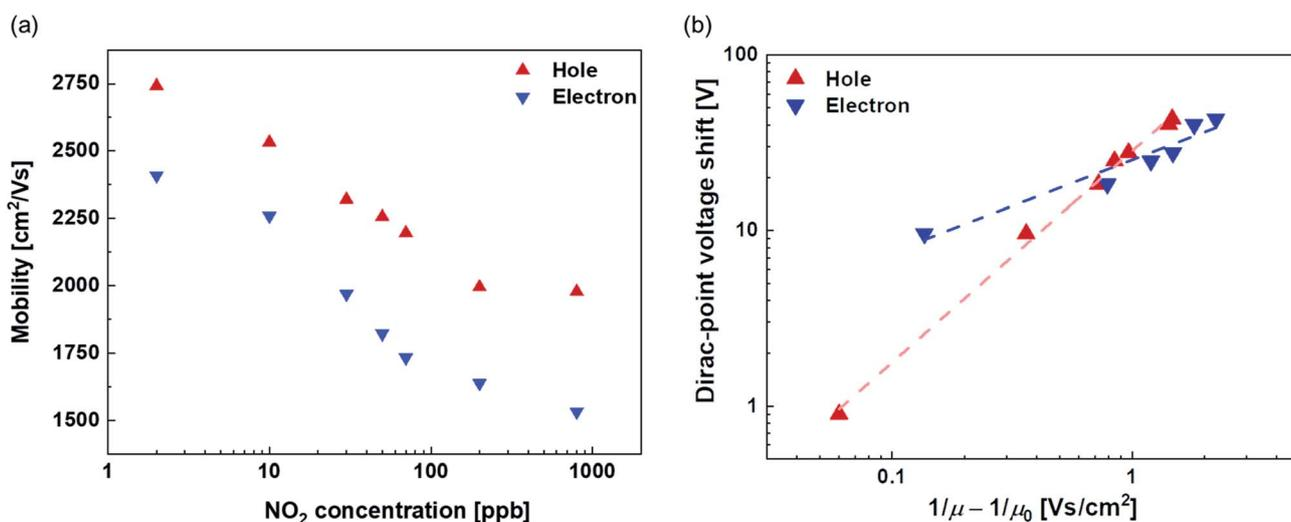 (a)
Hole
Electron
2750
2500
2250
2000
1750
1500
Mobility [cm²/Vs]
1
10
100
1000
NO₂ concentration [ppb]
(b)
Hole
Electron
100
10
1
Dirac-point voltage shift [V]
0.1
1
1/μ − 1/μ₀ [Vs/cm²]